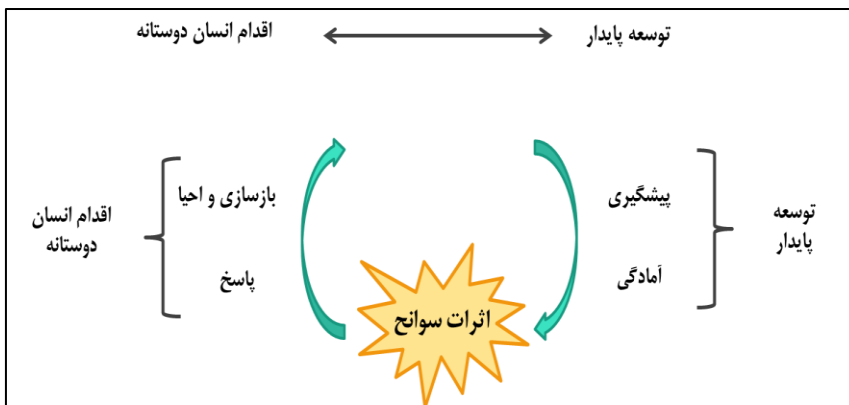 توسعه پایدار
اقدام انسان دوستانه
پیشگیری
آمادگی
توسعه
پایدار
بازسازی و احیا
پاسخ
اقدام انسان
دوستانه
اثرات سوانح